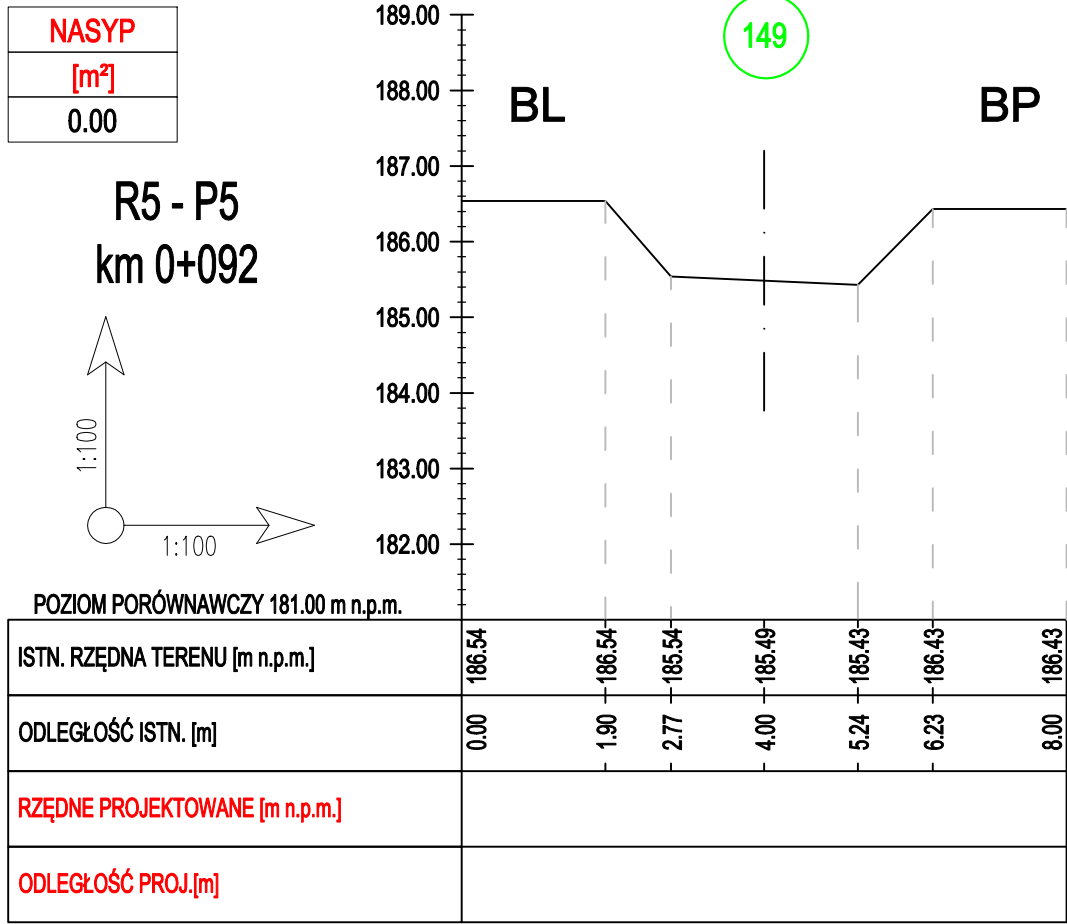 NASYP
[m²]
0.00
R5 - P5
km 0+092
1:100
1:100
189.00
188.00
187.00
186.00
185.00
184.00
183.00
182.00
149
BL
BP
POZIOM PORÓWNAWCZY 181.00 m n.p.m.
ISTN. RZĘDNA TERENU [m n.p.m.] 186.54 186.54 185.54 185.49 185.43 186.43 186.43
ODLEGŁOŚĆ ISTN. [m] 0.00 1.90 2.77 4.00 5.24 6.23 8.00
RZĘDNE PROJEKTOWANE [m n.p.m.]
ODLEGŁOŚĆ PROJ.[m]